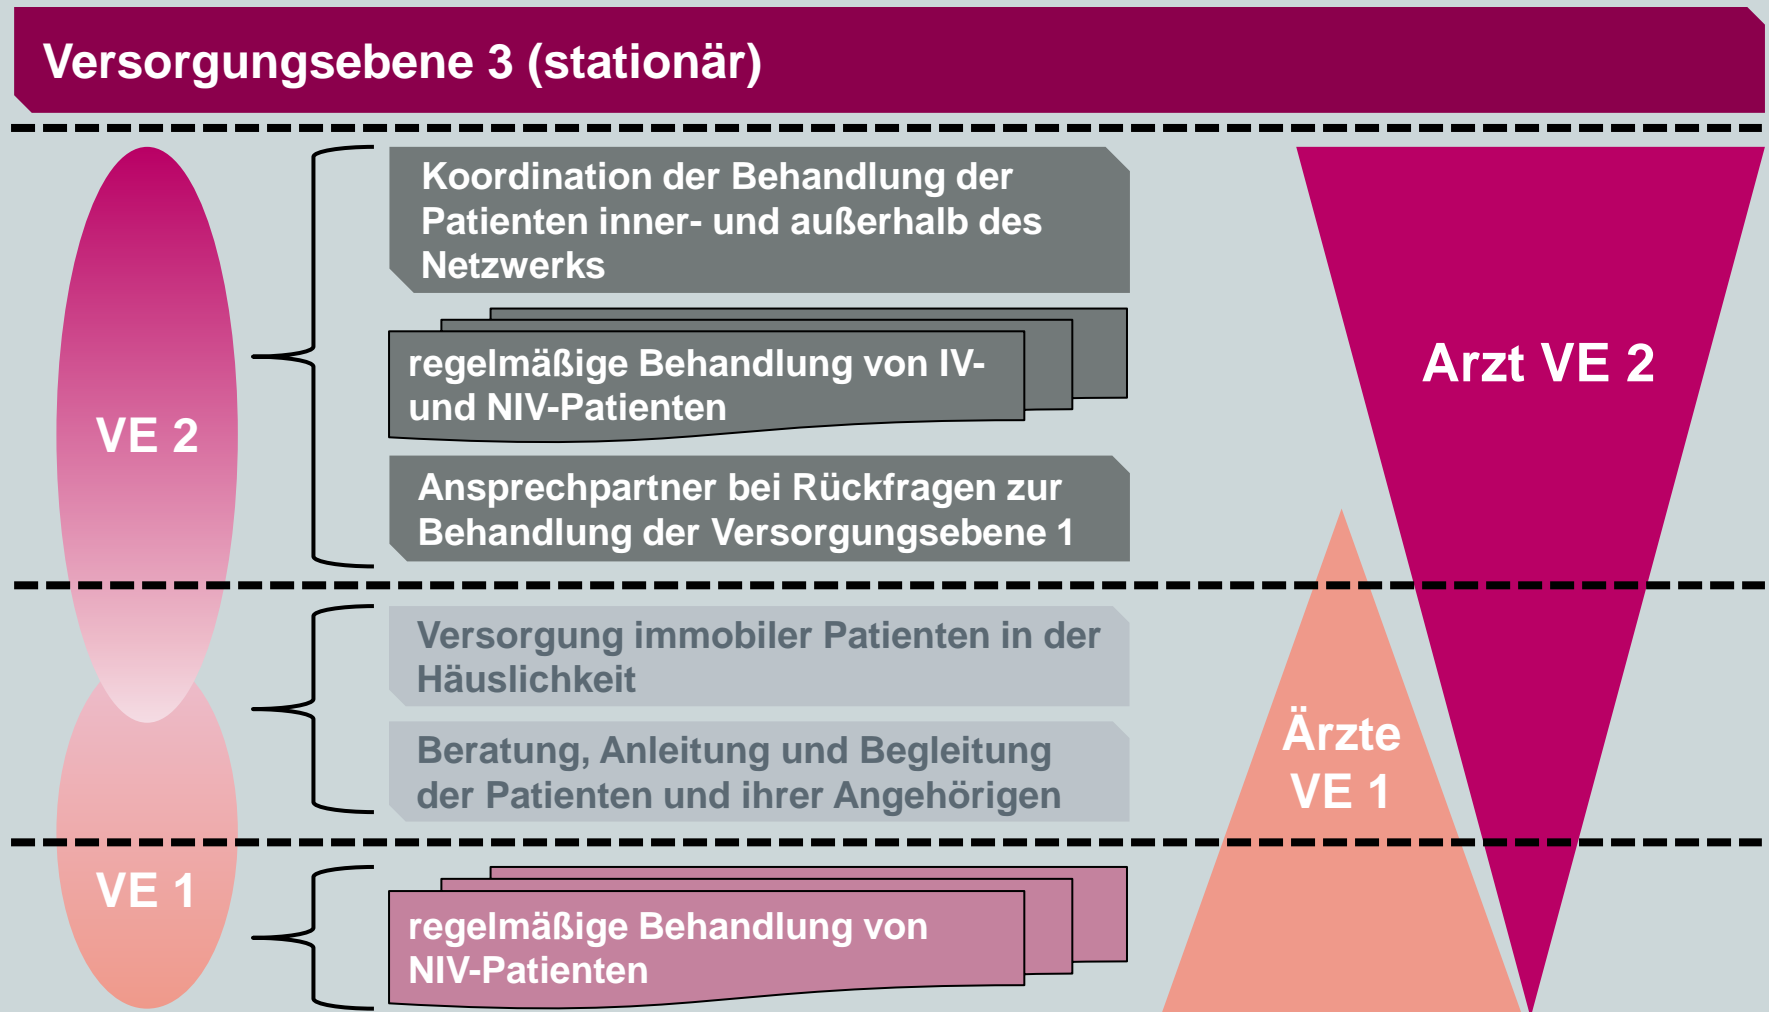 Versorgungsebene 3 (stationär)
VE 2
Koordination der Behandlung der
Patienten inner- und außerhalb des
Netzwerks
regelmäßige Behandlung von IV-
und NIV-Patienten
Ansprechpartner bei Rückfragen zur
Behandlung der Versorgungsebene 1
Arzt VE 2
Versorgung immobiler Patienten in der
Häuslichkeit
Beratung, Anleitung und Begleitung
der Patienten und ihrer Angehörigen
Ärzte
VE 1
VE 1
regelmäßige Behandlung von
NIV-Patienten